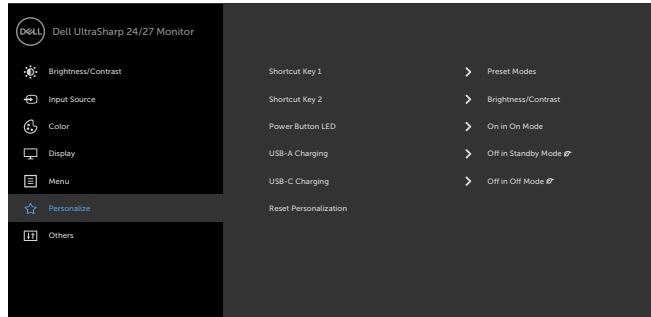 DELL
Dell UltraSharp 24/27 Monitor
Brightness/Contrast
Input Source
Color
Display
Menu
Personalize
Others
Shortcut Key 1 Preset Modes
Shortcut Key 2 Brightness/Contrast
Power Button LED On in On Mode
USB-A Charging Off in Standby Mode
USB-C Charging Off in Off Mode
Reset Personalization